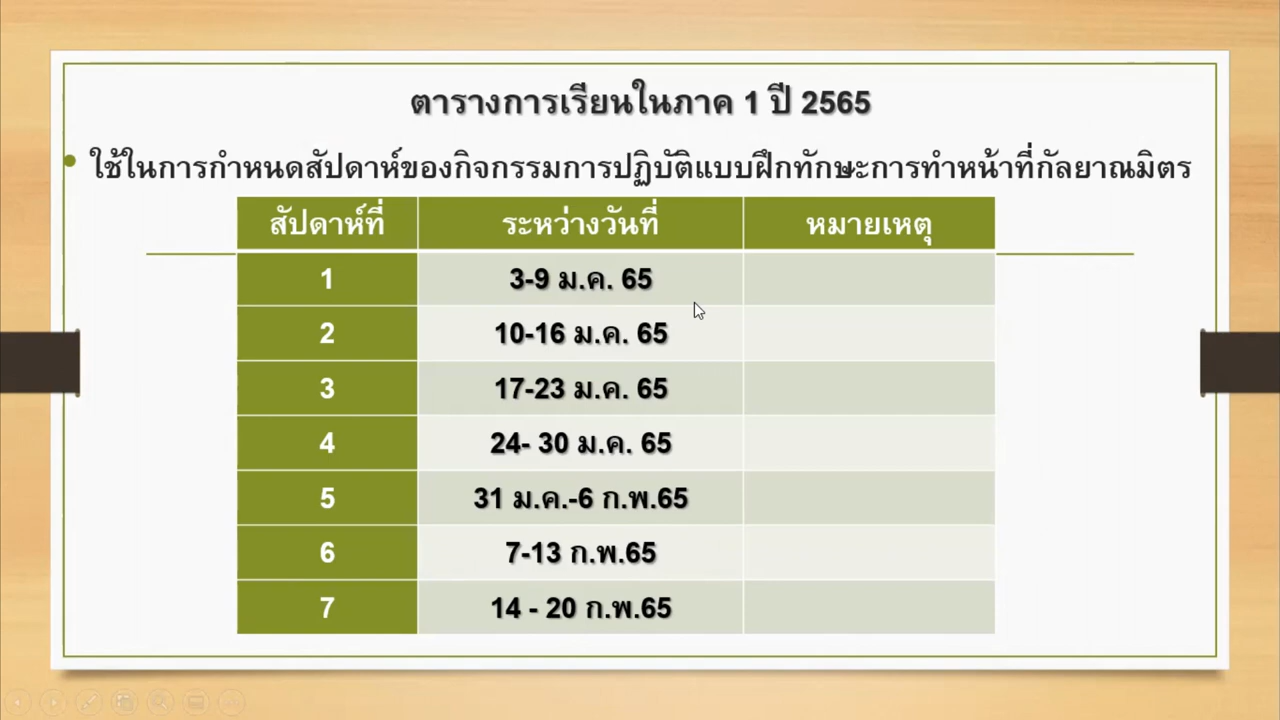 ตารางการเรียนในภาค 1 ปี 2565
• ใช้ในการกำหนดสัปดาห์ของกิจกรรมการปฏิบัติแบบฝึกทักษะการทำหน้าที่กัลยาณมิตร
สัปดาห์ที่ ระหว่างวันที่ หมายเหตุ
1 3-9 ม.ค. 65
2 10-16 ม.ค. 65
3 17-23 ม.ค. 65
4 24- 30 ม.ค. 65
5 31 ม.ค.-6 ก.พ.65
6 7-13 ก.พ.65
7 14 - 20 ก.พ.65